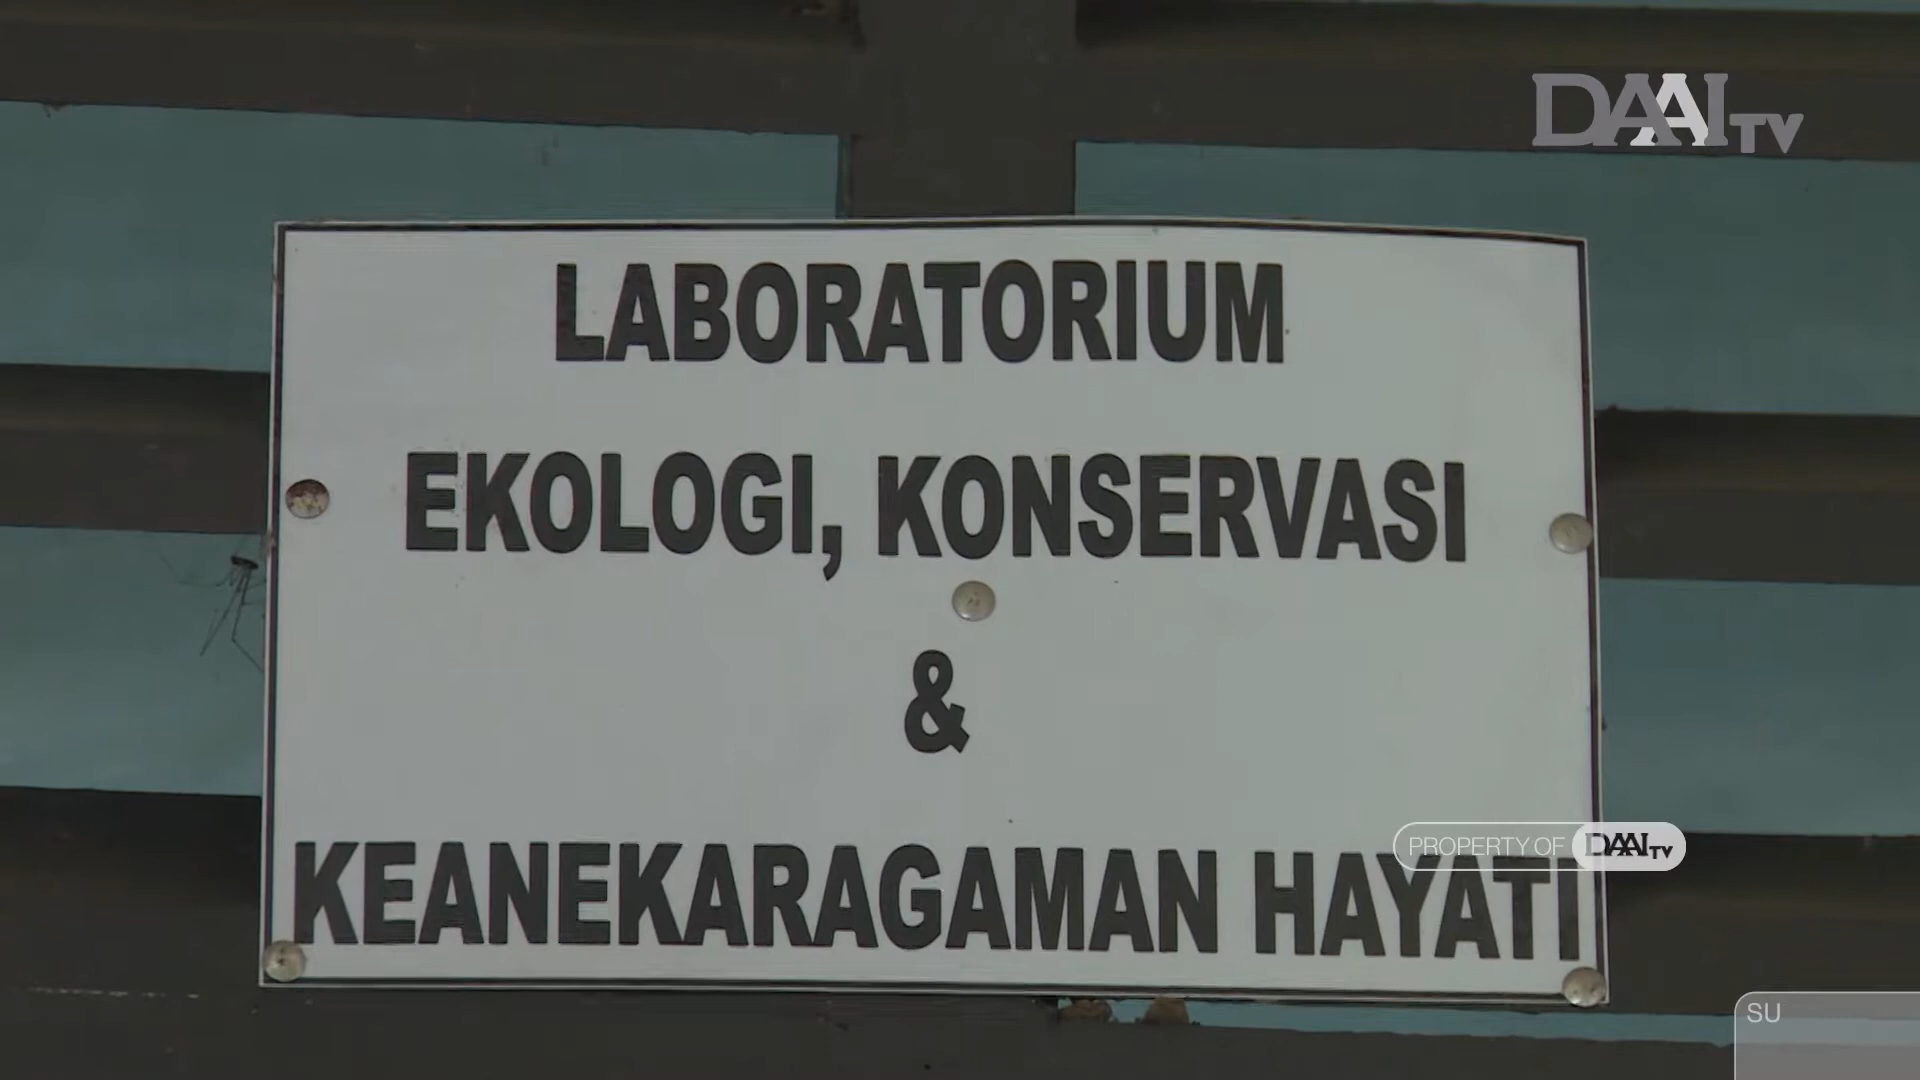 DAAI TV
LABORATORIUM
EKOLOGI, KONSERVASI
&
KEANEKARAGAMAN HAYATI
PROPERTY OF DAAI TV
SU